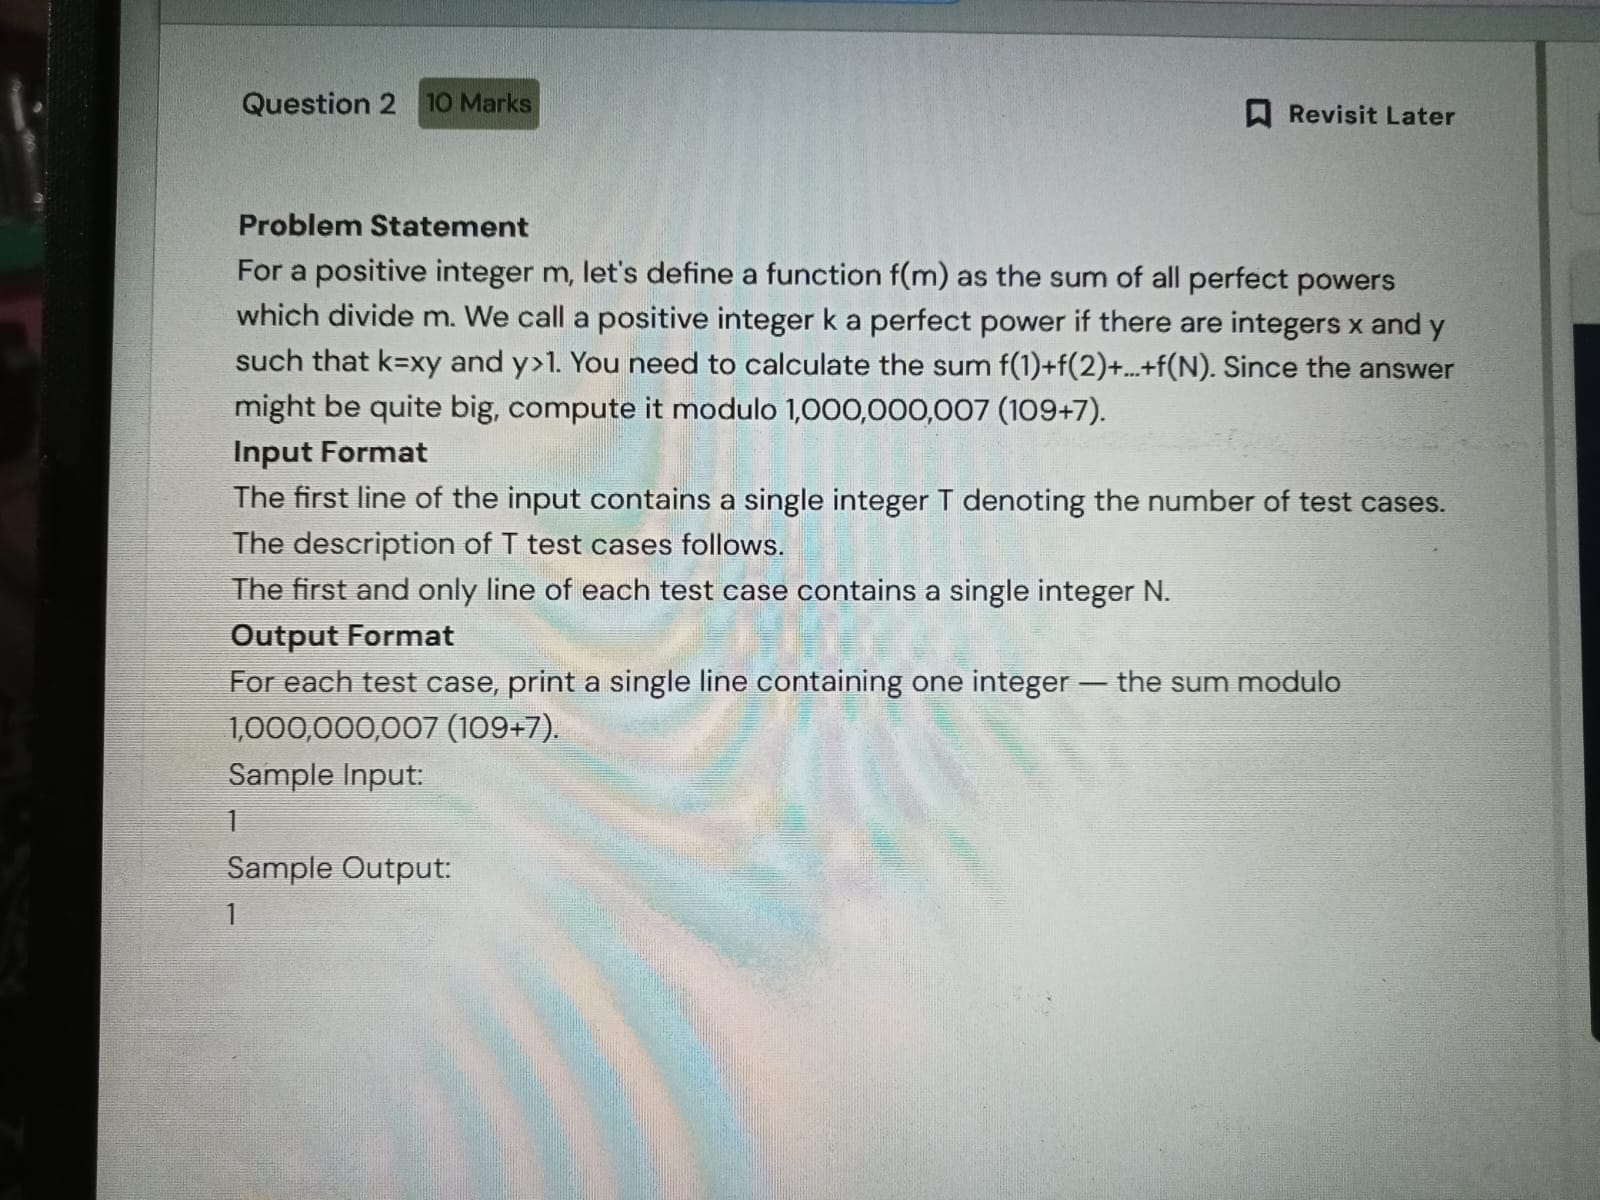 Question 2 10 Marks Revisit Later
Problem Statement
For a positive integer m, let's define a function f(m) as the sum of all perfect powers
which divide m. We call a positive integer k a perfect power if there are integers x and y
such that k=xy and y>1. You need to calculate the sum f(1)+f(2)+...+f(N). Since the answer
might be quite big, compute it modulo 1,000,000,007 (109+7).
Input Format
The first line of the input contains a single integer T denoting the number of test cases.
The description of T test cases follows.
The first and only line of each test case contains a single integer N.
Output Format
For each test case, print a single line containing one integer — the sum modulo
1,000,000,007 (109+7).
Sample Input:
1
Sample Output:
1